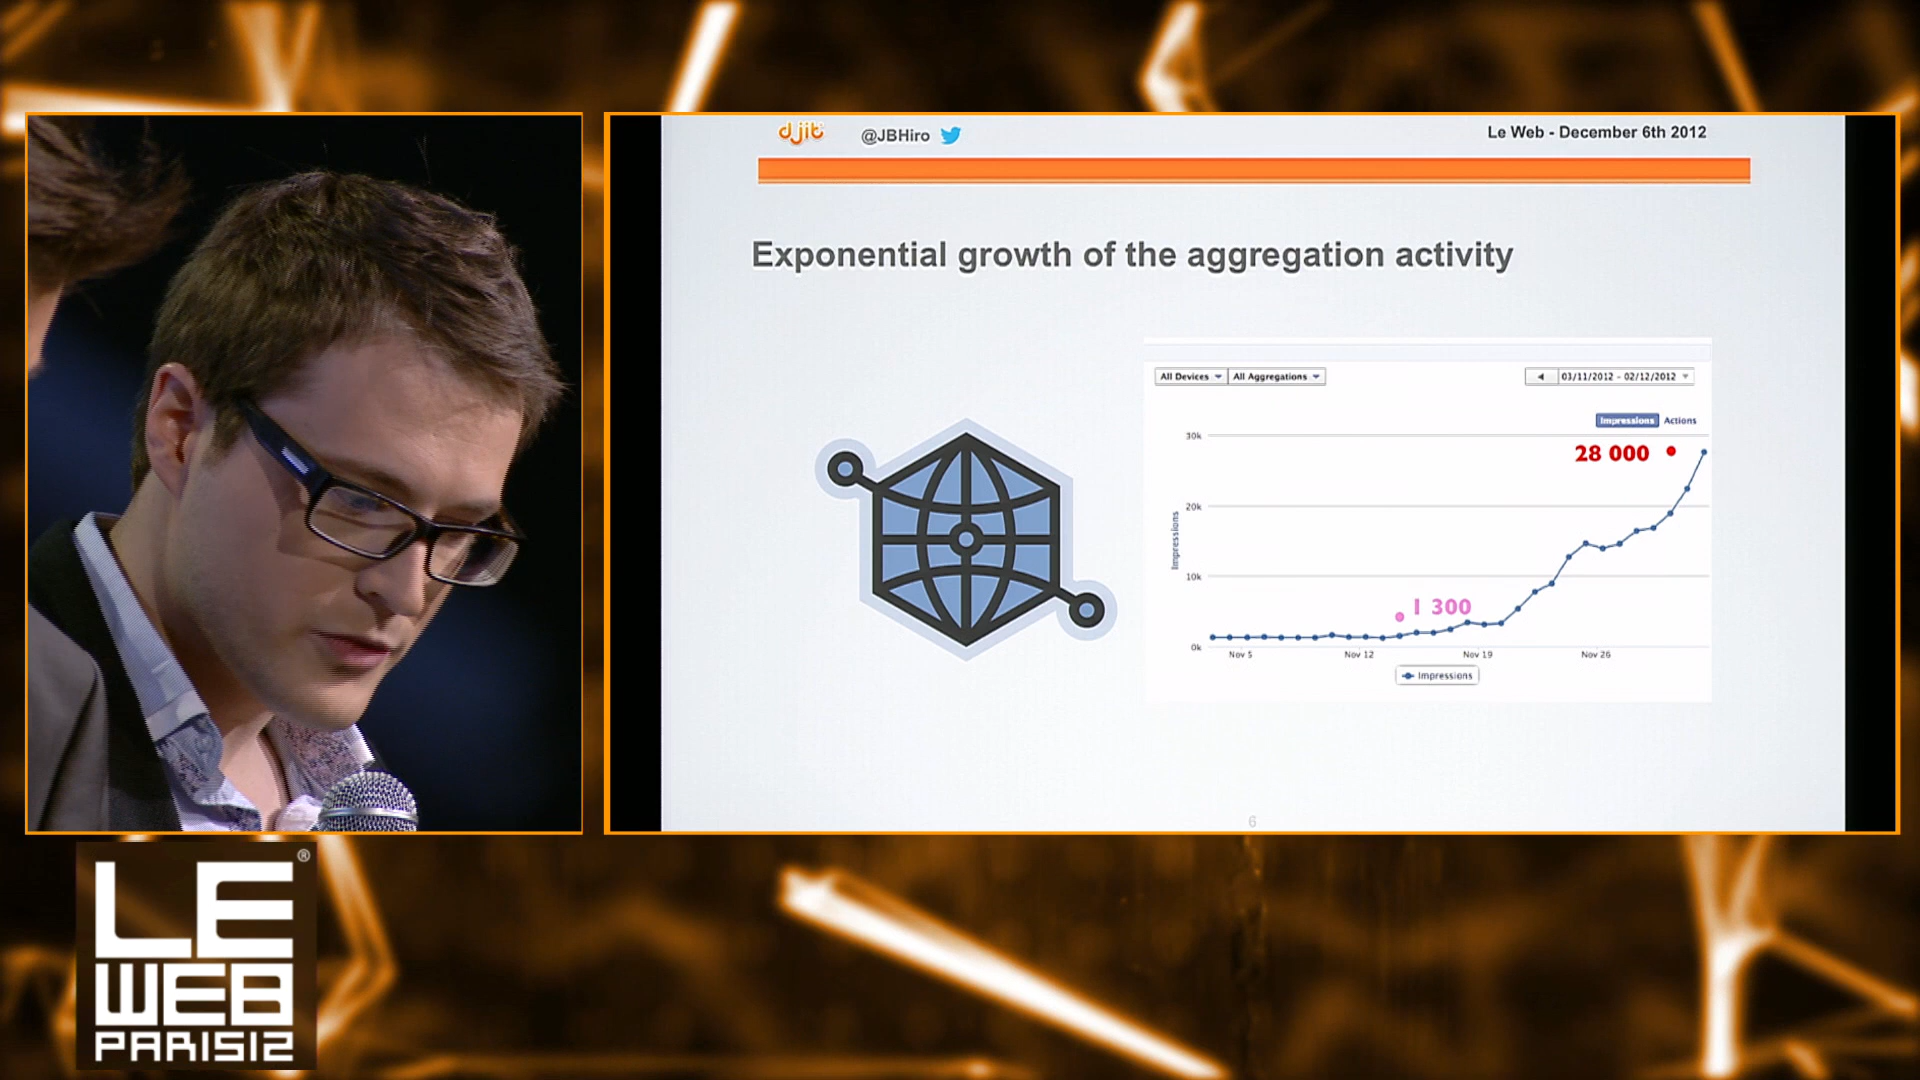 djit
@JBHiro
Le Web - December 6th 2012
Exponential growth of the aggregation activity
All Devices
All Aggregations
03/11/2012 - 02/12/2012
Impressions
Actions
30k
28 000
20k
Impressions
10k
1 300
0k
Nov 5
Nov 12
Nov 19
Nov 26
Impressions
6
LE
WEB
PARIS12
®